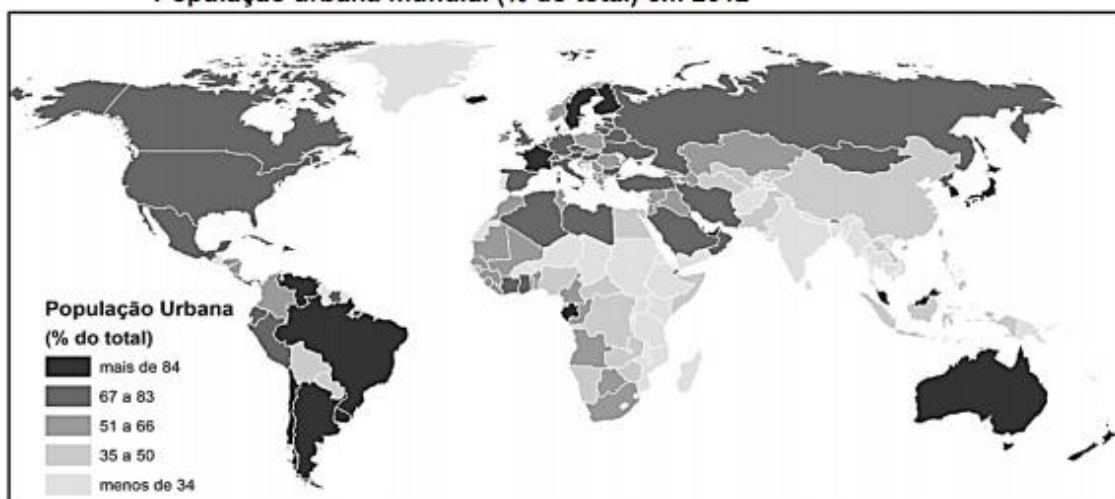 População urbana mundial (% do total) em 2012
População Urbana
(% do total)
mais de 84
67 a 83
51 a 66
35 a 50
menos de 34